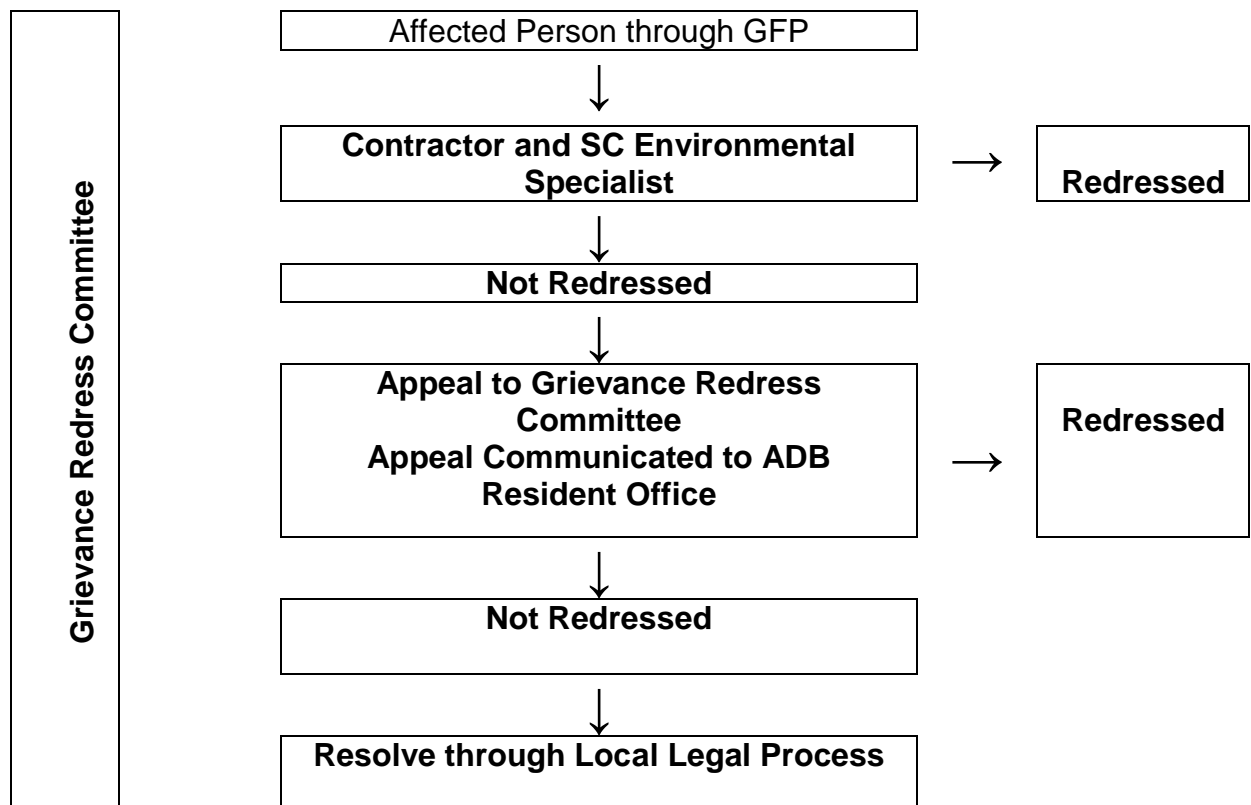 Grievance Redress Committee
Affected Person through GFP
Contractor and SC Environmental
Specialist
Redressed
Not Redressed
Appeal to Grievance Redress
Committee
Appeal Communicated to ADB
Resident Office
Redressed
Not Redressed
Resolve through Local Legal Process